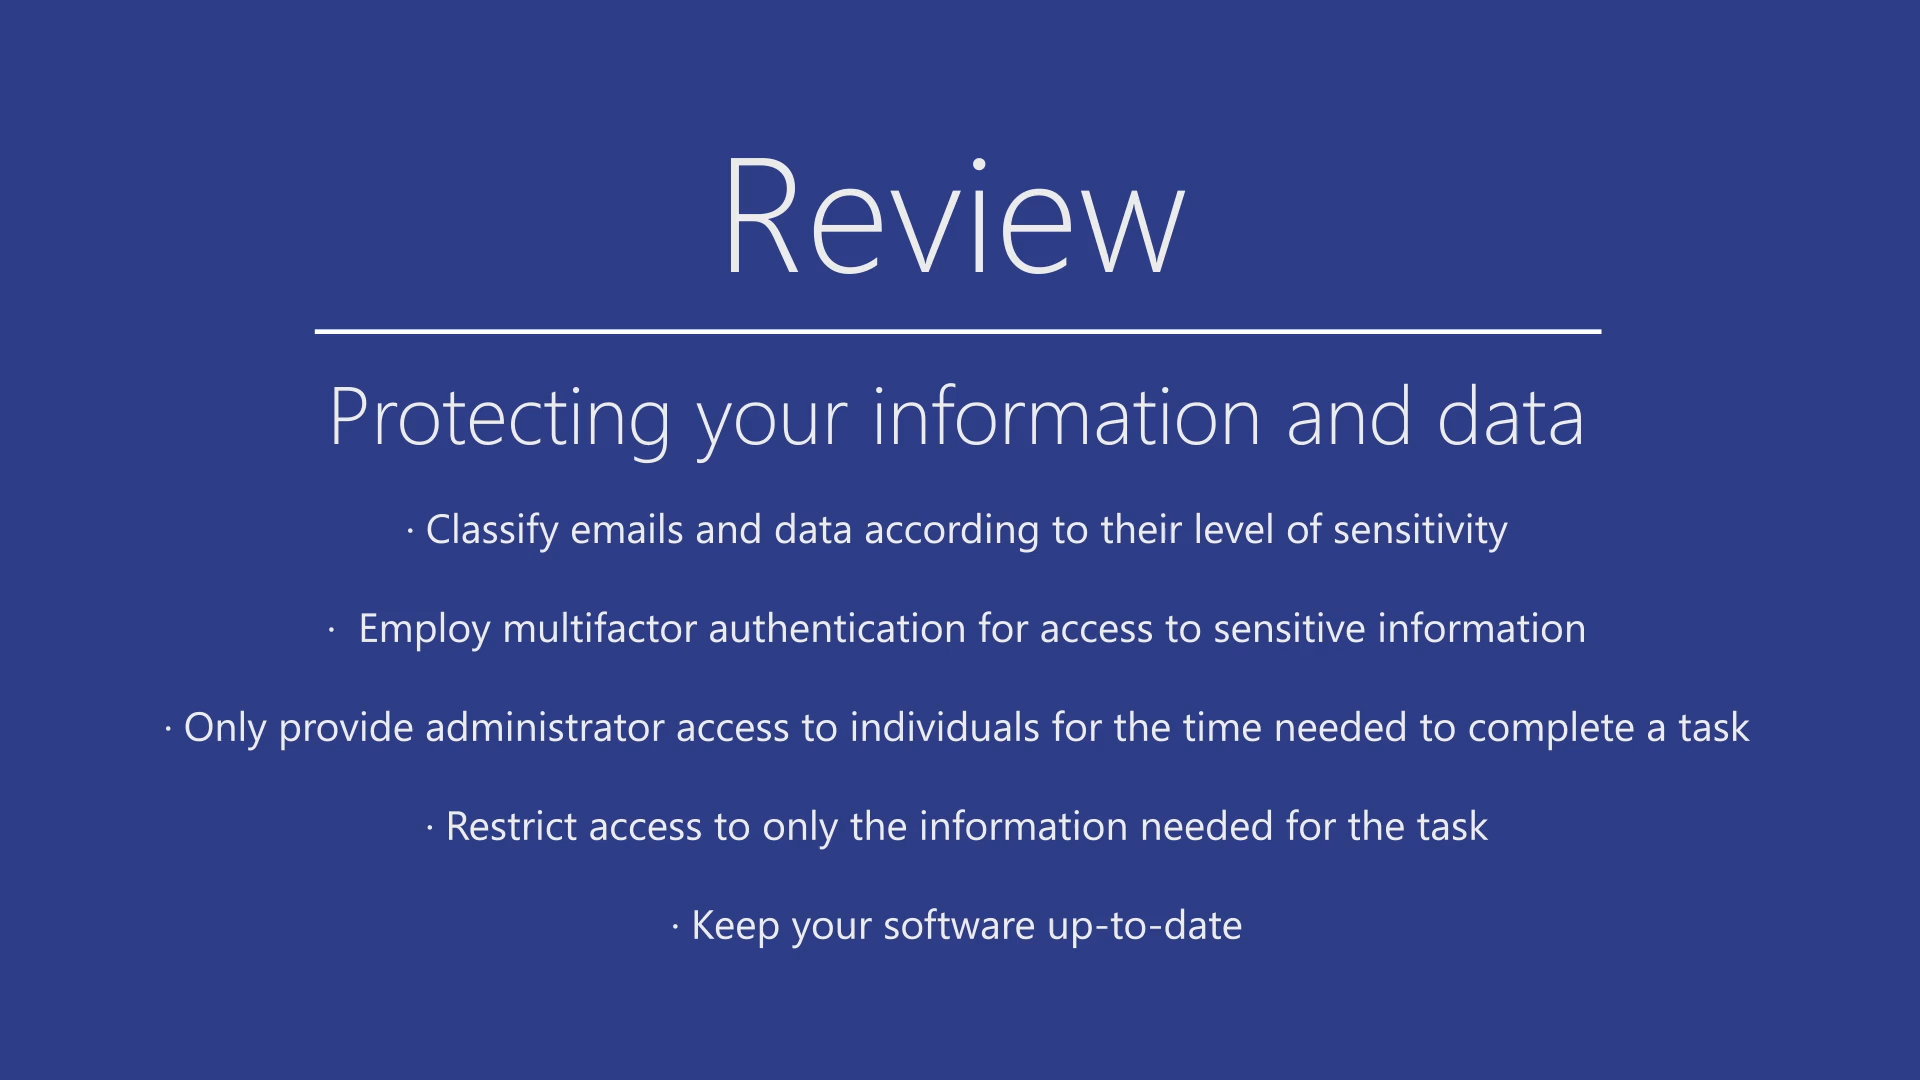 Review
Protecting your information and data
· Classify emails and data according to their level of sensitivity
· Employ multifactor authentication for access to sensitive information
· Only provide administrator access to individuals for the time needed to complete a task
· Restrict access to only the information needed for the task
· Keep your software up-to-date